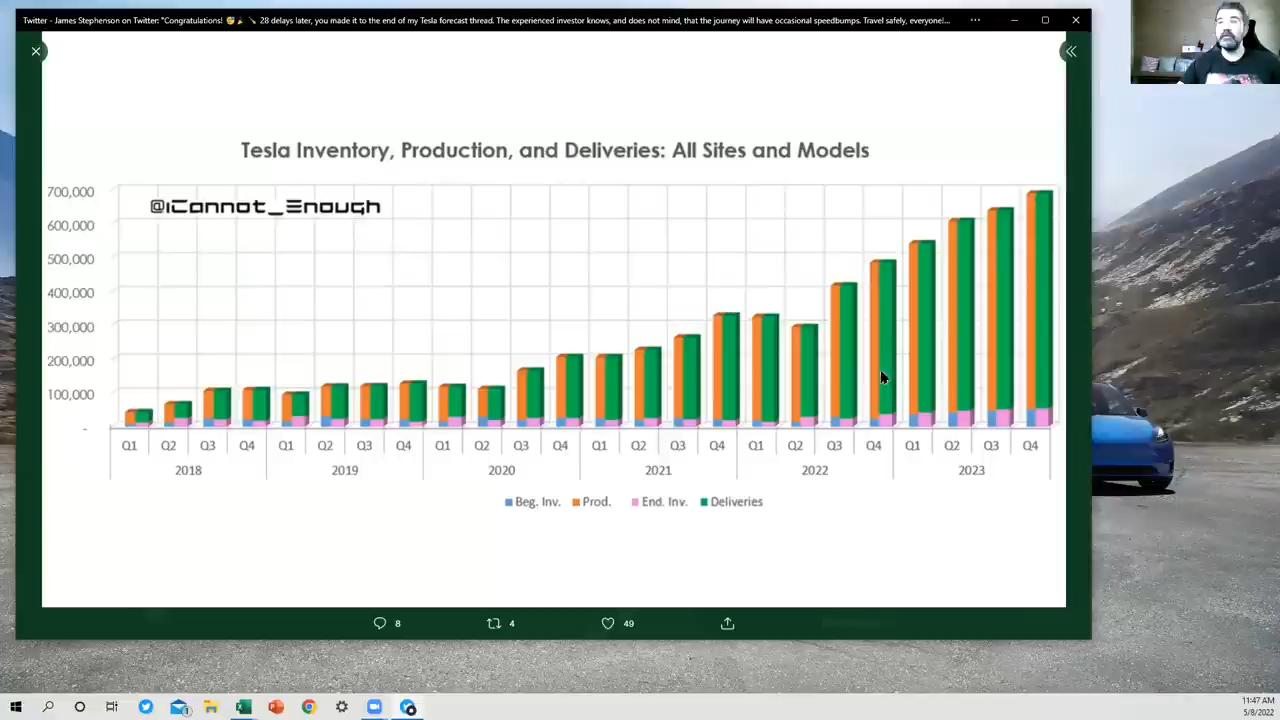 Twitter - James Stephenson on Twitter: "Congratulations! 🥳🎉 🍾 28 delays later, you made it to the end of my Tesla forecast thread. The experienced investor knows, and does not mind, that the journey will have occasional speedbumps. Travel safely, everyone!...
Tesla Inventory, Production, and Deliveries: All Sites and Models
@iCannot_Enough
700,000
600,000
500,000
400,000
300,000
200,000
100,000
-
Q1 Q2 Q3 Q4 Q1 Q2 Q3 Q4 Q1 Q2 Q3 Q4 Q1 Q2 Q3 Q4 Q1 Q2 Q3 Q4 Q1 Q2 Q3 Q4
2018 2019 2020 2021 2022 2023
Beg. Inv. Prod. End. Inv. Deliveries
8 4 49
1
11:47 AM
5/8/2022